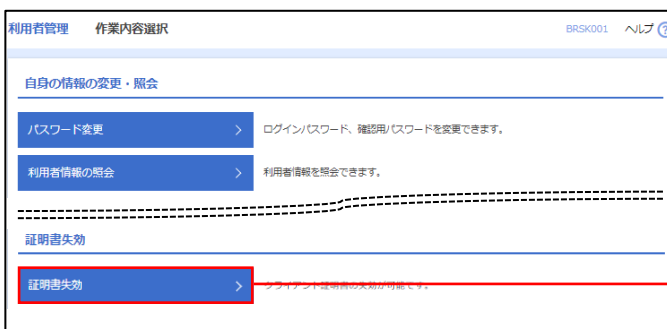 利用者管理 作業内容選択 BRSK001 ヘルプ ?
自身の情報の変更・照会
パスワード変更 > ログインパスワード、確認用パスワードを変更できます。
利用者情報の照会 > 利用者情報を照会できます。
証明書失効
証明書失効 > クライアント証明書の失効が可能です。